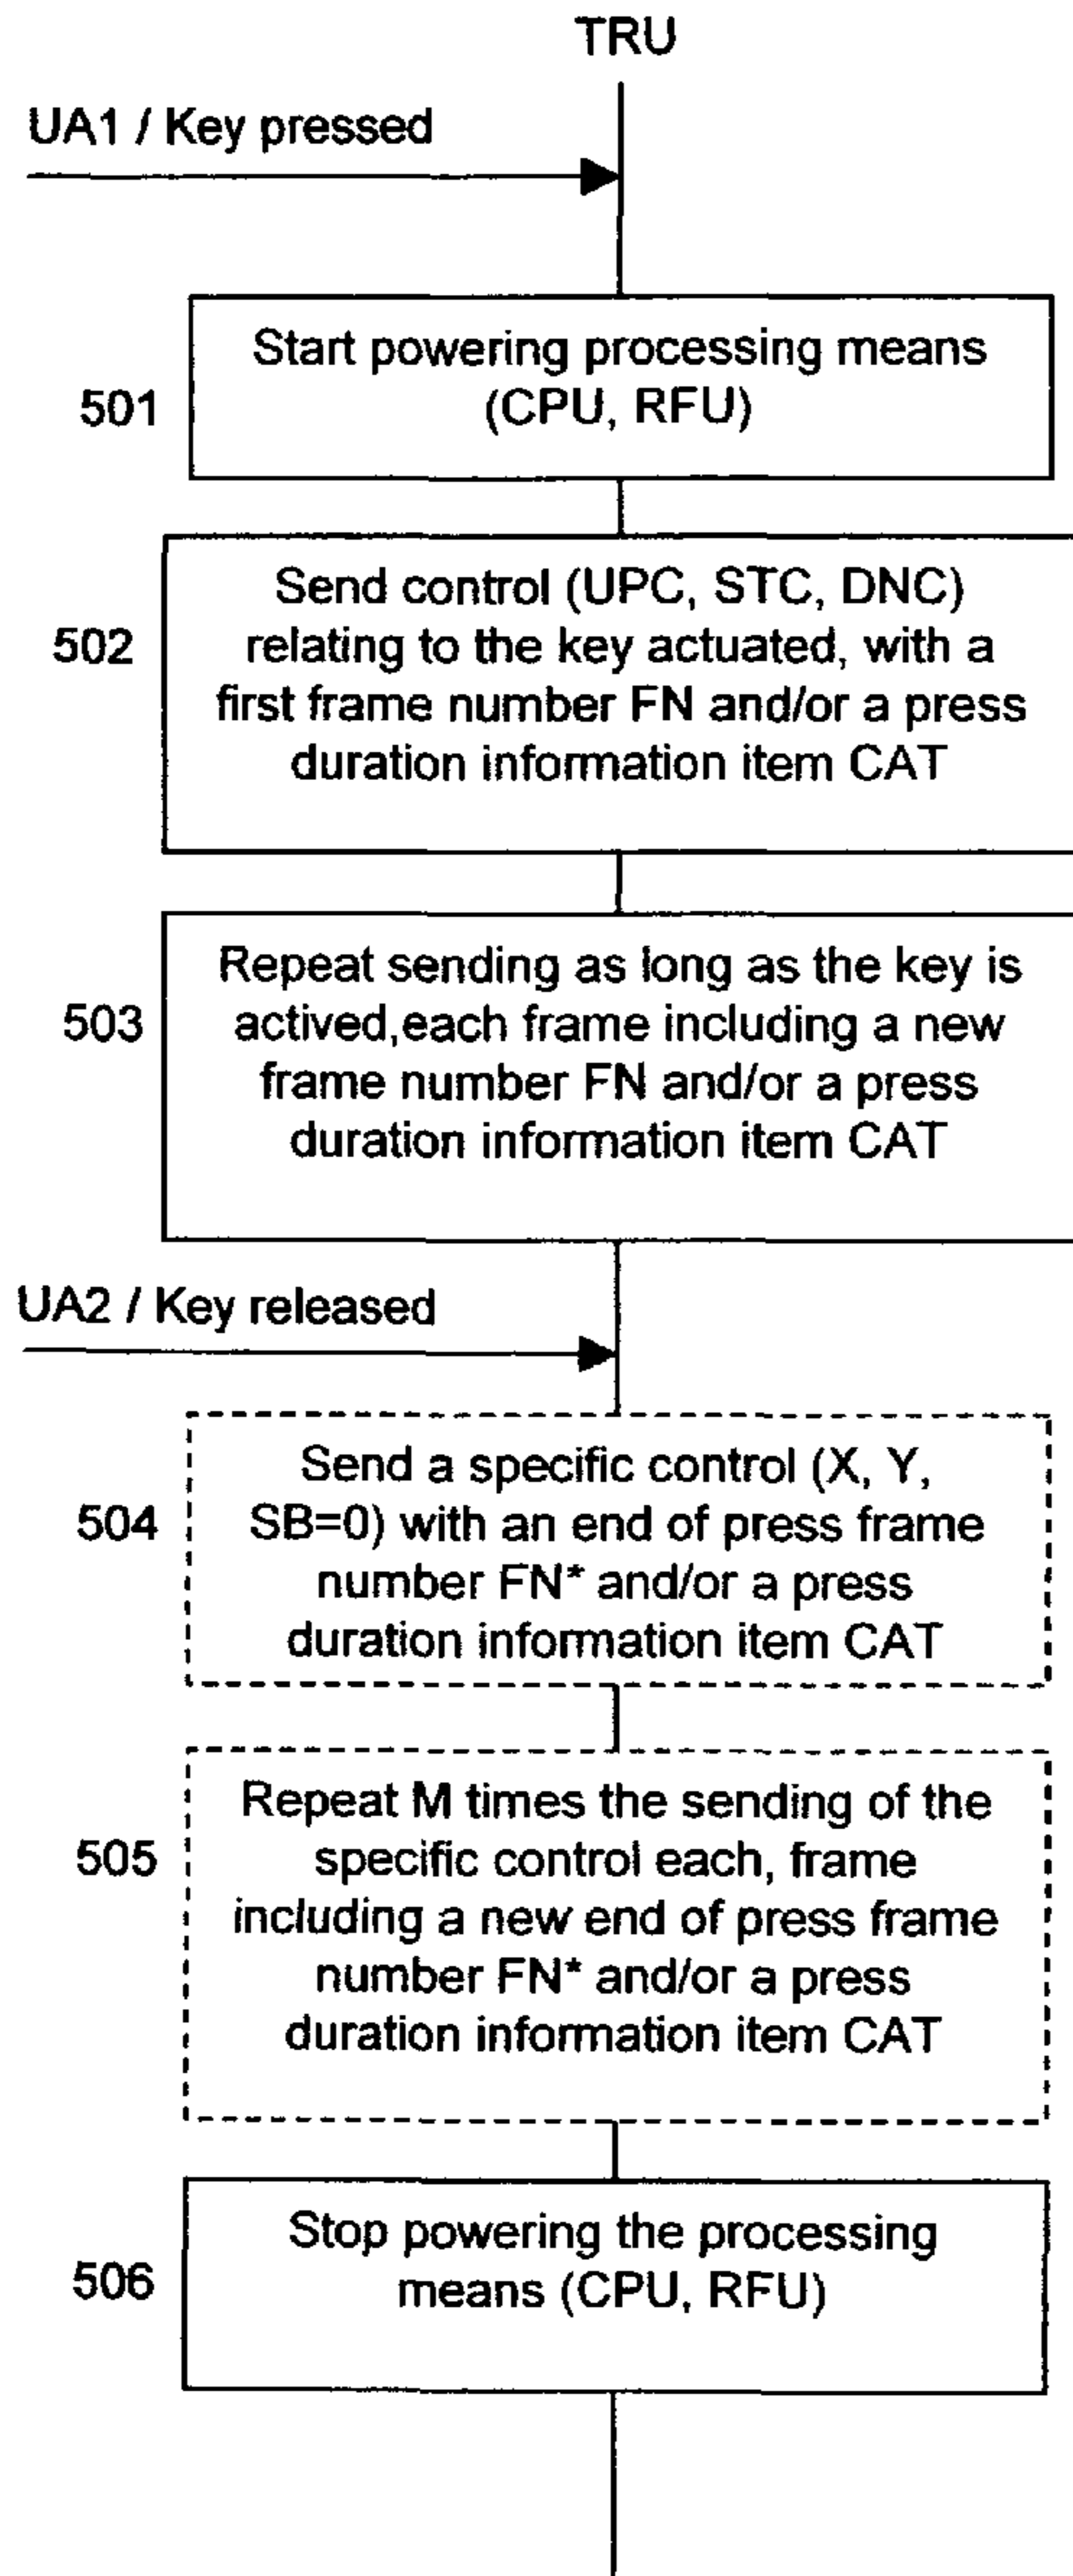 TRU
UA1 / Key pressed
501
Start powering processing means
(CPU, RFU)
502
Send control (UPC, STC, DNC)
relating to the key actuated, with a
first frame number FN and/or a press
duration information item CAT
503
Repeat sending as long as the key is
actived,each frame including a new
frame number FN and/or a press
duration information item CAT
UA2 / Key released
504
Send a specific control (X, Y,
SB=0) with an end of press frame
number FN* and/or a press
duration information item CAT
505
Repeat M times the sending of the
specific control each, frame
including a new end of press frame
number FN* and/or a press
duration information item CAT
506
Stop powering the processing
means (CPU, RFU)